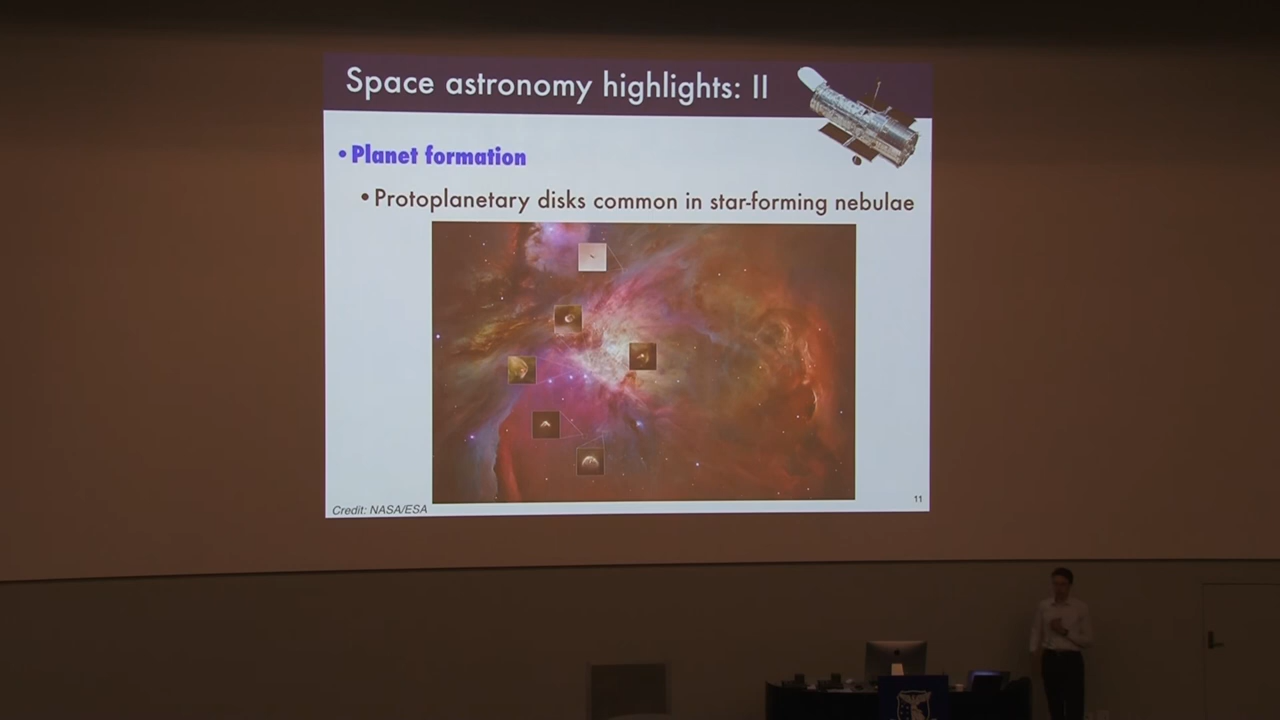 Space astronomy highlights: II
•Planet formation
•Protoplanetary disks common in star-forming nebulae
11
Credit: NASA/ESA